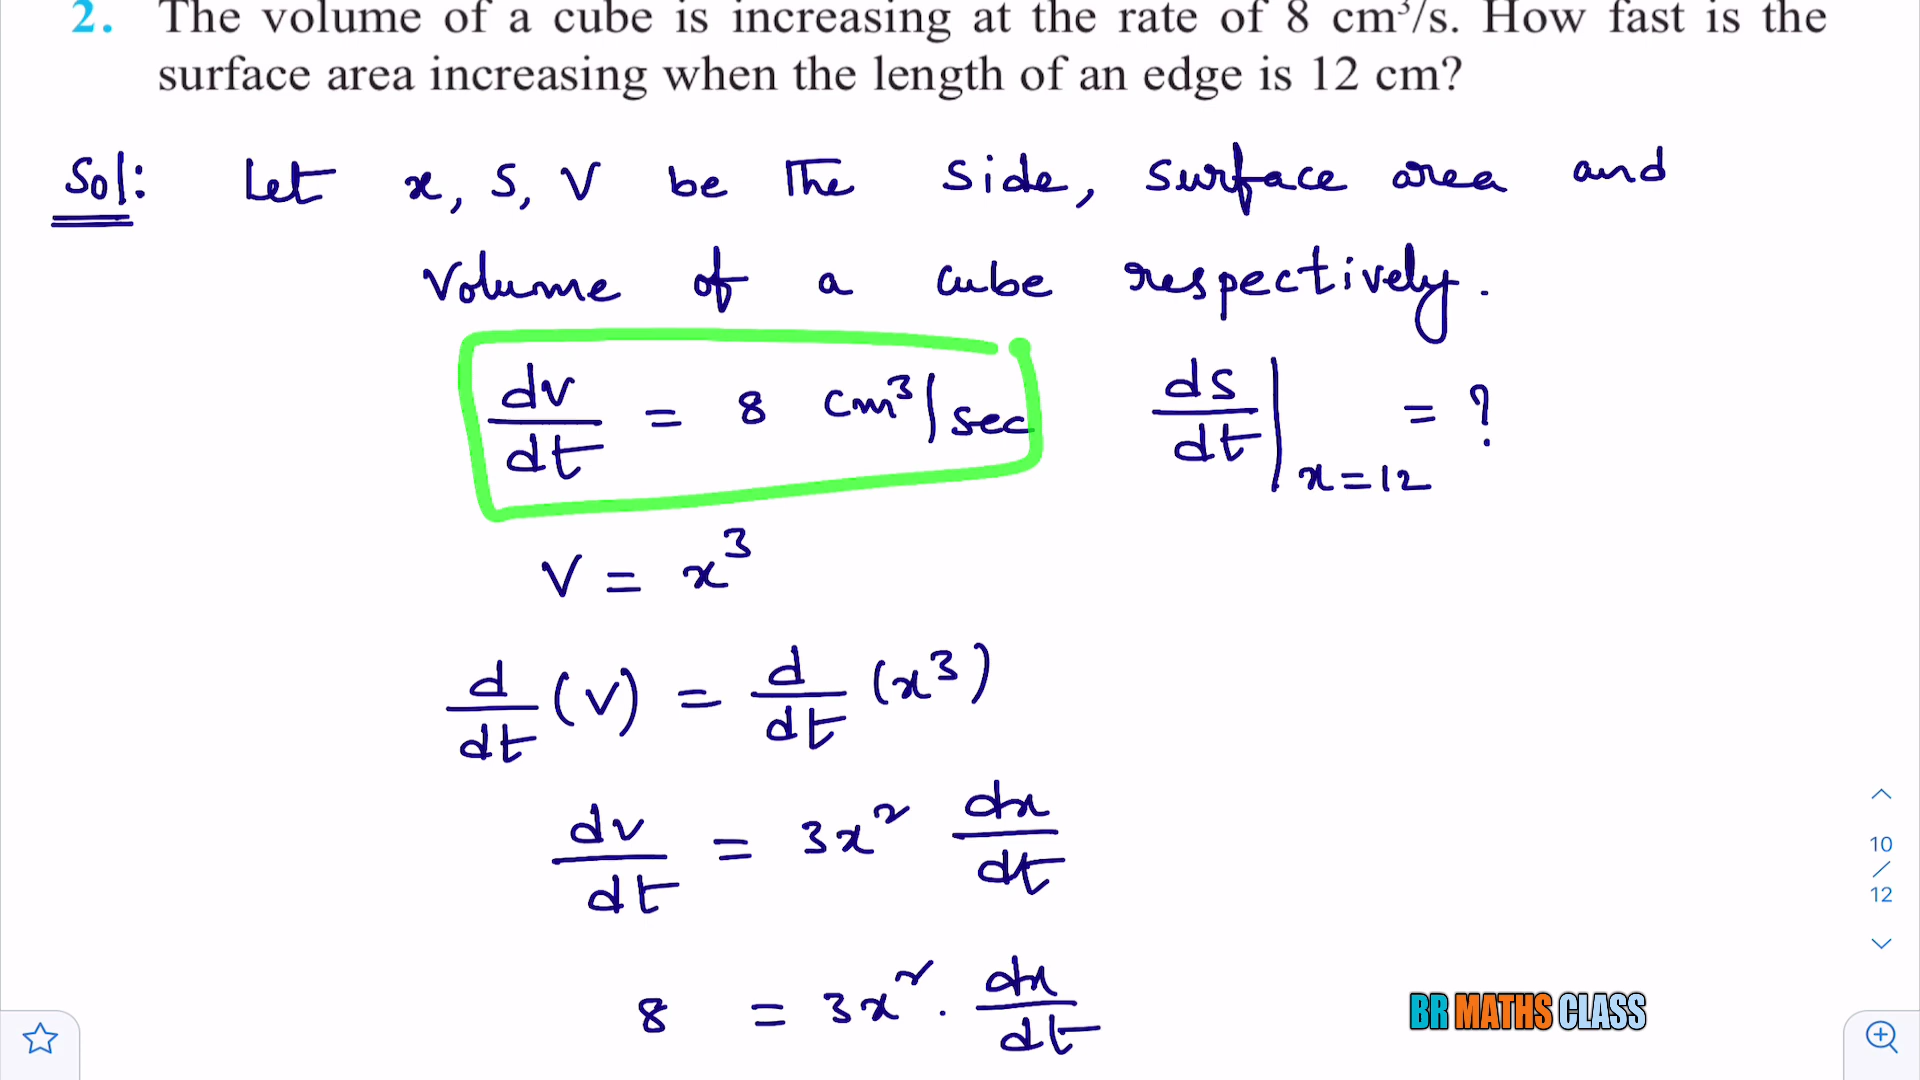 2. The volume of a cube is increasing at the rate of 8 cm³/s. How fast is the
surface area increasing when the length of an edge is 12 cm?
Sol: Let x, S, V be the side, surface area and
volume of a cube respectively.
dv/dt = 8 cm³/sec  ds/dt|x=12 = ?
V = x³
d/dt (V) = d/dt (x³)
dv/dt = 3x² dx/dt
8 = 3x² . dx/dt
10
/
12
BR MATHS CLASS